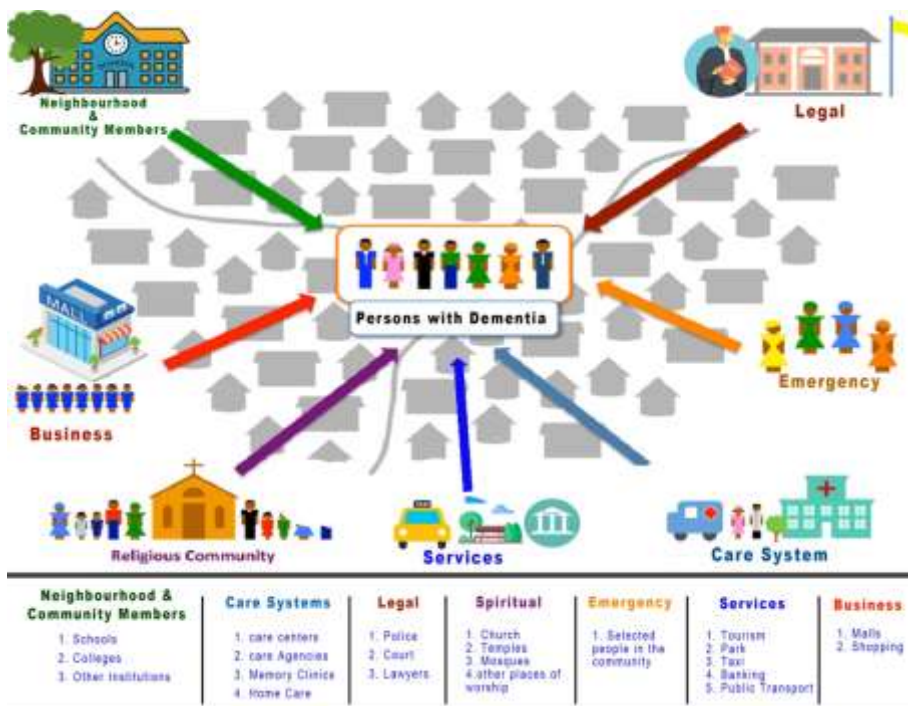 Neighbourhood
&
Community Members
Legal
MALL
TAXI
Persons with Dementia
Emergency
Business
Religious Community
Services
Care System
Neighbourhood &
Community Members
1. Schools
2. Colleges
3. Other Institutions
Care Systems
1. care centers
2. care Agencies
3. Memory Clinics
4. Home Care
Legal
1. Police
2. Court
3. Lawyers
Spiritual
1. Church
2. Temples
3. Mosques
4.other places of
worship
Emergency
1. Selected
people in the
community
Services
1. Tourism
2. Park
3. Taxi
4. Banking
5. Public Transport
Business
1. Malls
2. Shopping